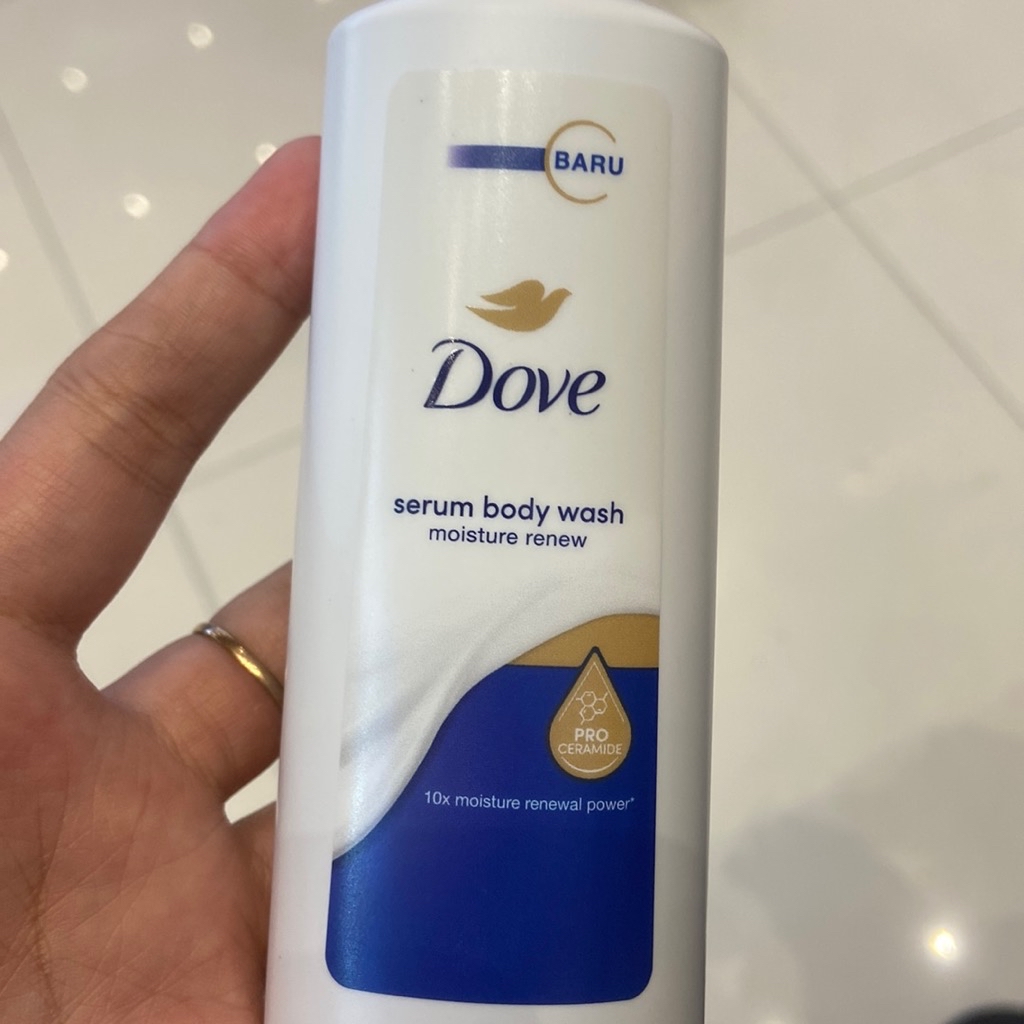 BARU
Dove
serum body wash
moisture renew
PRO
CERAMIDE
10x moisture renewal power*